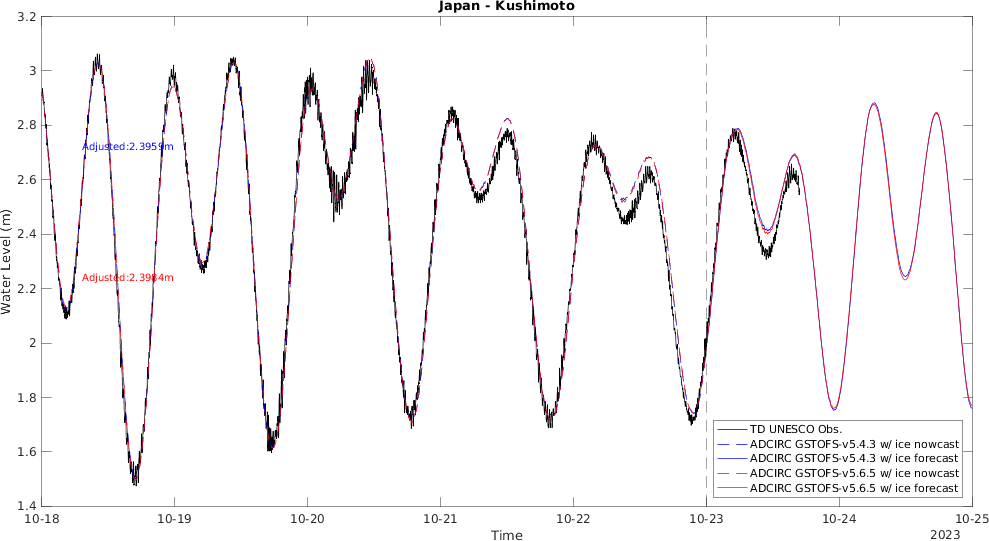 Japan - Kushimoto
3.2
3
2.8
2.6
2.4
2.2
2
1.8
1.6
1.4
Water Level (m)
Adjusted:2.3959m
Adjusted:2.3984m
TD UNESCO Obs.
ADCIRC GSTOFS-v5.4.3 w/ ice nowcast
ADCIRC GSTOFS-v5.4.3 w/ ice forecast
ADCIRC GSTOFS-v5.6.5 w/ ice nowcast
ADCIRC GSTOFS-v5.6.5 w/ ice forecast
10-18 10-19 10-20 10-21 10-22 10-23 10-24 10-25
Time
2023